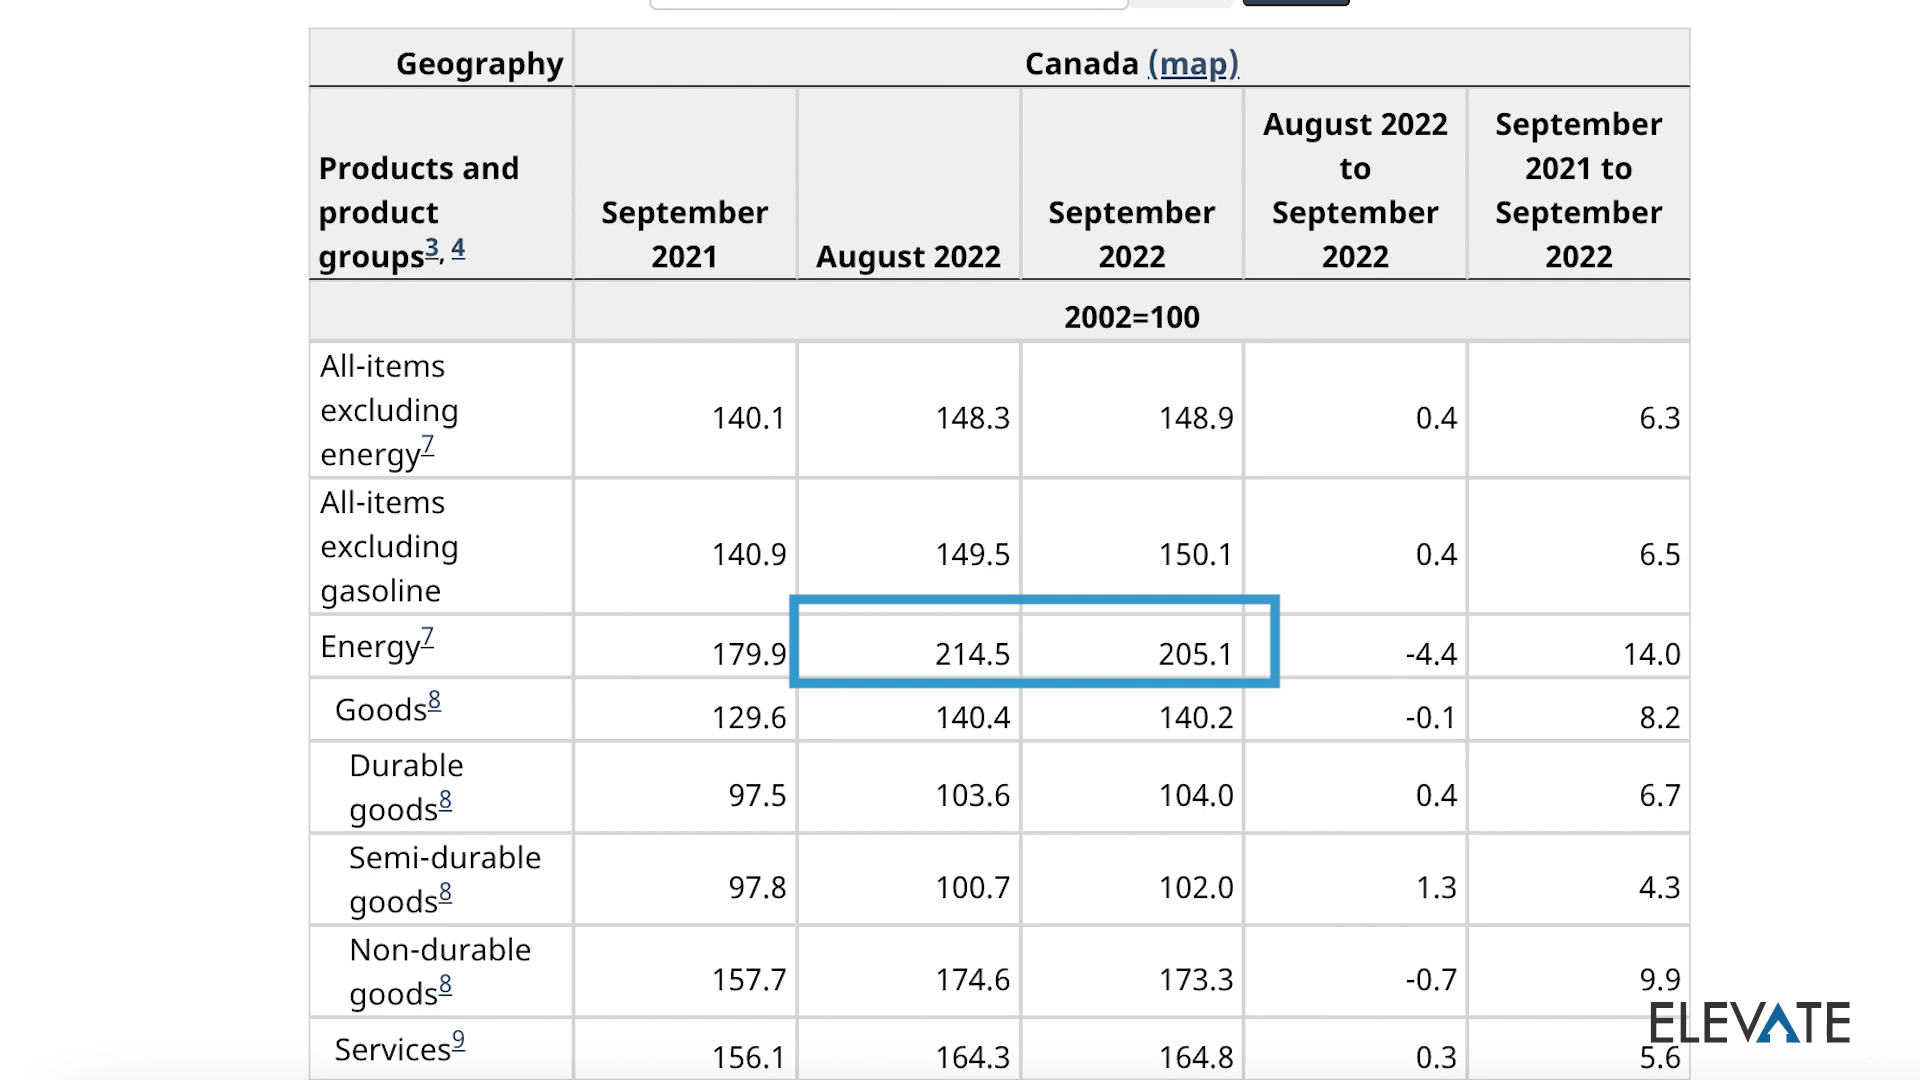 Geography Canada (map)
Products and product groups3, 4 September 2021 August 2022 September 2022 August 2022 to September 2022 September 2021 to September 2022
2002=100
All-items excluding energy7 140.1 148.3 148.9 0.4 6.3
All-items excluding gasoline 140.9 149.5 150.1 0.4 6.5
Energy7 179.9 214.5 205.1 -4.4 14.0
Goods8 129.6 140.4 140.2 -0.1 8.2
Durable goods8 97.5 103.6 104.0 0.4 6.7
Semi-durable goods8 97.8 100.7 102.0 1.3 4.3
Non-durable goods8 157.7 174.6 173.3 -0.7 9.9
Services9 156.1 164.3 164.8 0.3 5.6
ELEVATE